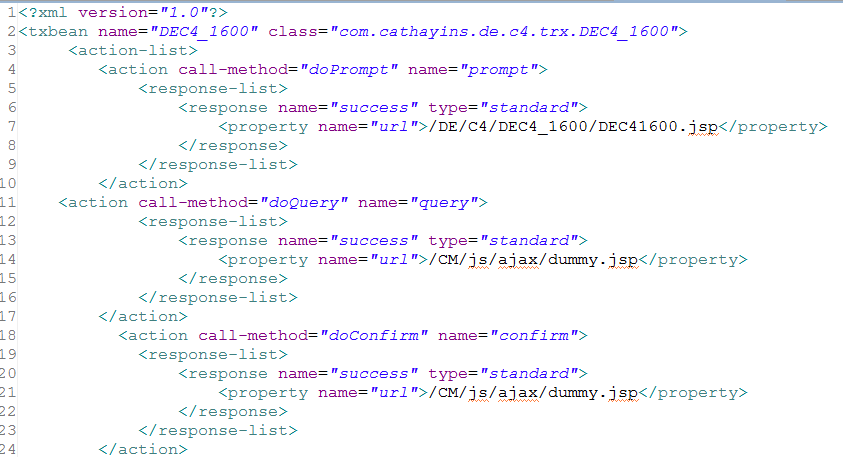 1 <?xml version="1.0"?>
2 <txbean name="DEC4_1600" class="com.cathayins.de.c4.trx.DEC4_1600">
3 <action-list>
4 <action call-method="doPrompt" name="prompt">
5 <response-list>
6 <response name="success" type="standard">
7 <property name="url">/DE/C4/DEC4_1600/DEC41600.jsp</property>
8 </response>
9 </response-list>
10 </action>
11 <action call-method="doQuery" name="query">
12 <response-list>
13 <response name="success" type="standard">
14 <property name="url">/CM/js/ajax/dummy.jsp</property>
15 </response>
16 </response-list>
17 </action>
18 <action call-method="doConfirm" name="confirm">
19 <response-list>
20 <response name="success" type="standard">
21 <property name="url">/CM/js/ajax/dummy.jsp</property>
22 </response>
23 </response-list>
24 </action>